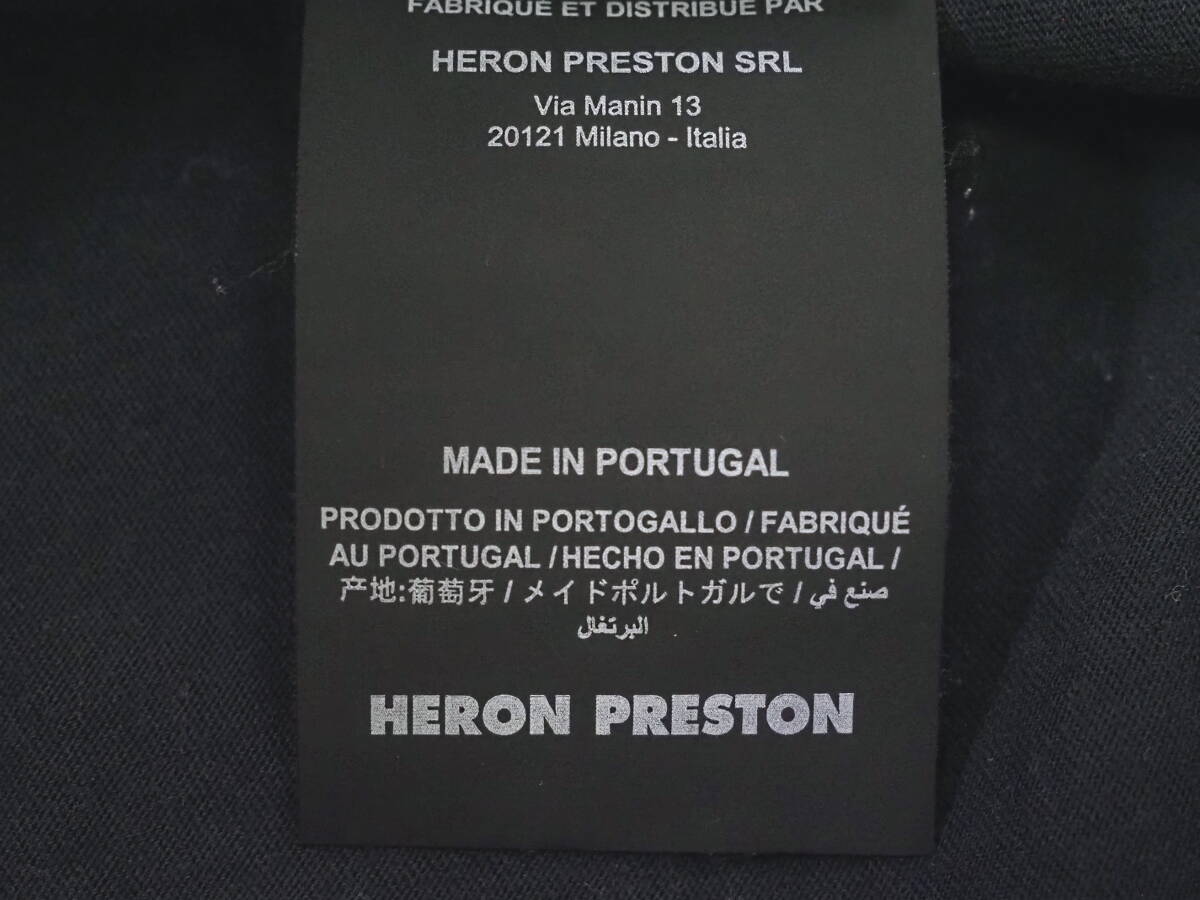 FABRIQUÉ ET DISTRIBUÉ PAR
HERON PRESTON SRL
Via Manin 13
20121 Milano - Italia
MADE IN PORTUGAL
PRODOTTO IN PORTOGALLO / FABRIQUÉ
AU PORTUGAL / HECHO EN PORTUGAL /
产地:葡萄牙 / メイドポルトガルで / صنع في
البرتغال
HERON PRESTON